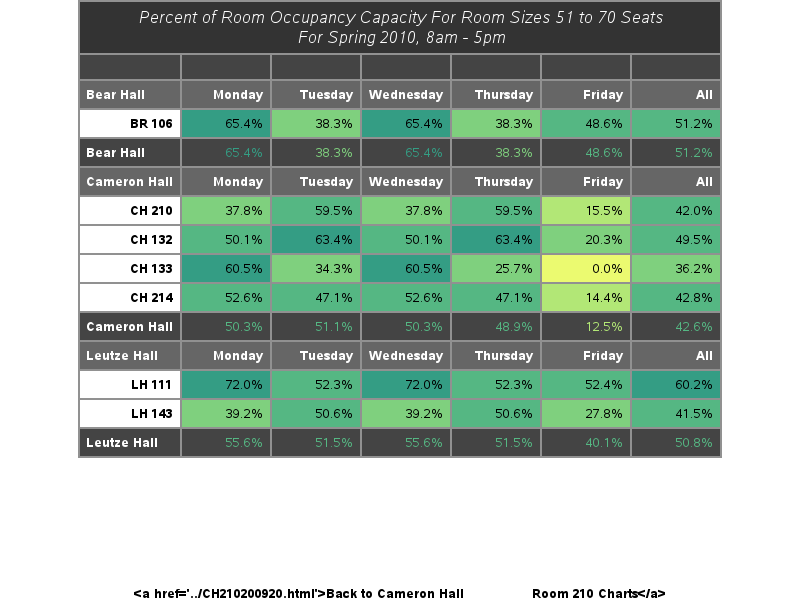 Percent of Room Occupancy Capacity For Room Sizes 51 to 70 Seats
For Spring 2010, 8am - 5pm
Bear Hall Monday Tuesday Wednesday Thursday Friday All
BR 106 65.4% 38.3% 65.4% 38.3% 48.6% 51.2%
Bear Hall 65.4% 38.3% 65.4% 38.3% 48.6% 51.2%
Cameron Hall Monday Tuesday Wednesday Thursday Friday All
CH 210 37.8% 59.5% 37.8% 59.5% 15.5% 42.0%
CH 132 50.1% 63.4% 50.1% 63.4% 20.3% 49.5%
CH 133 60.5% 34.3% 60.5% 25.7% 0.0% 36.2%
CH 214 52.6% 47.1% 52.6% 47.1% 14.4% 42.8%
Cameron Hall 50.3% 51.1% 50.3% 48.9% 12.5% 42.6%
Leutze Hall Monday Tuesday Wednesday Thursday Friday All
LH 111 72.0% 52.3% 72.0% 52.3% 52.4% 60.2%
LH 143 39.2% 50.6% 39.2% 50.6% 27.8% 41.5%
Leutze Hall 55.6% 51.5% 55.6% 51.5% 40.1% 50.8%
<a href='../CH210200920.html'>Back to Cameron Hall Room 210 Charts</a>